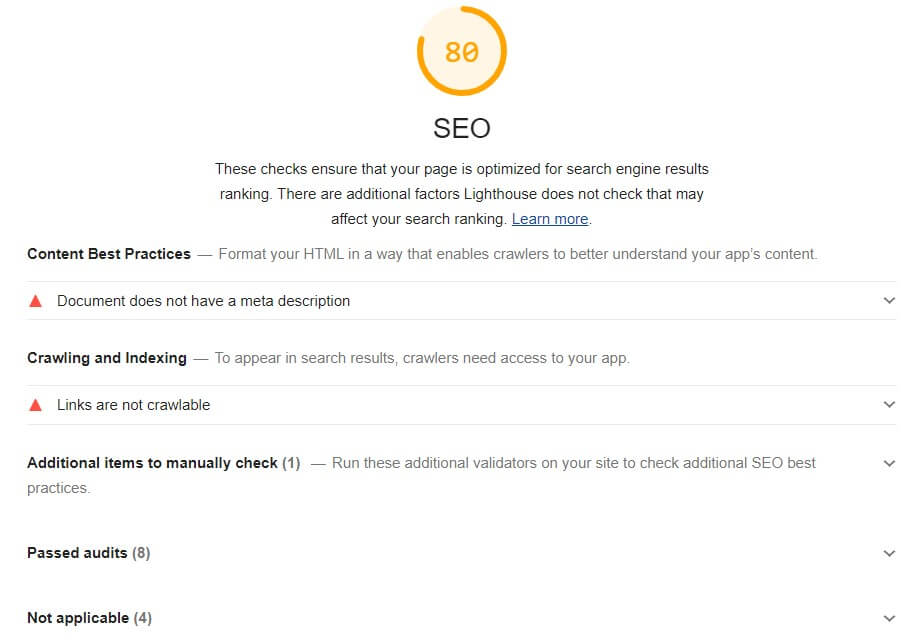 80
SEO
These checks ensure that your page is optimized for search engine results
ranking. There are additional factors Lighthouse does not check that may
affect your search ranking. Learn more.
Content Best Practices — Format your HTML in a way that enables crawlers to better understand your app's content.
Document does not have a meta description
Crawling and Indexing — To appear in search results, crawlers need access to your app.
Links are not crawlable
Additional items to manually check (1) — Run these additional validators on your site to check additional SEO best
practices.
Passed audits (8)
Not applicable (4)